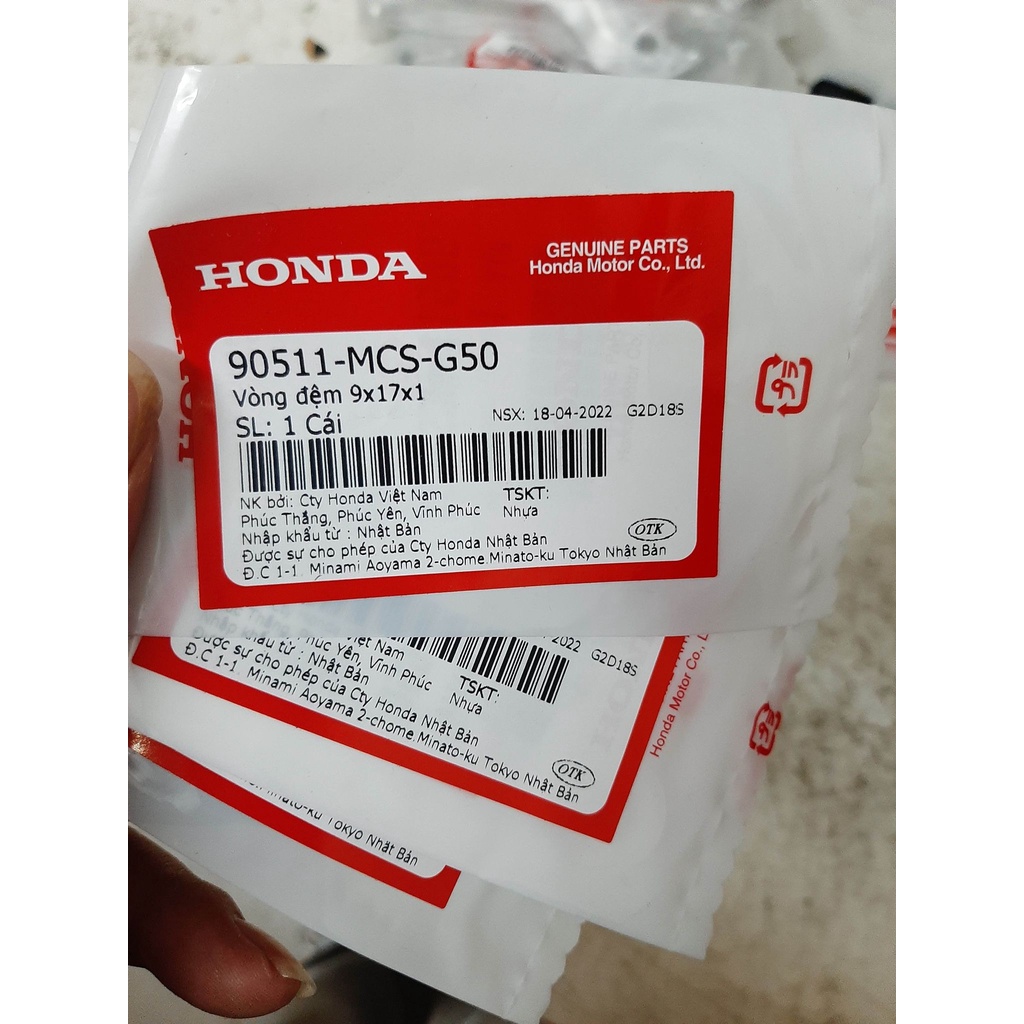 HONDA
GENUINE PARTS
Honda Motor Co., Ltd.
90511-MCS-G50
Vòng đệm 9x17x1
SL: 1 Cái
NSX: 18-04-2022 G2D18S
NK bởi: Cty Honda Việt Nam
Phúc Thắng, Phúc Yên, Vĩnh Phúc
Nhập khẩu từ : Nhật Bản
Được sự cho phép của Cty Honda Nhật Bản
Đ.C 1-1 Minami Aoyama 2-chome.Minato-ku Tokyo Nhật Bản
TSKT:
Nhựa
OTK
2022 G2D18S
Việt Nam
Phúc Yên, Vĩnh Phúc
khẩu từ : Nhật Bản
Được sự cho phép của Cty Honda Nhật Bản
Đ.C 1-1 Minami Aoyama 2-chome.Minato-ku Tokyo Nhật Bản
TSKT:
Nhựa
OTK
Honda Motor Co.,
Tokyo Nhật Bản